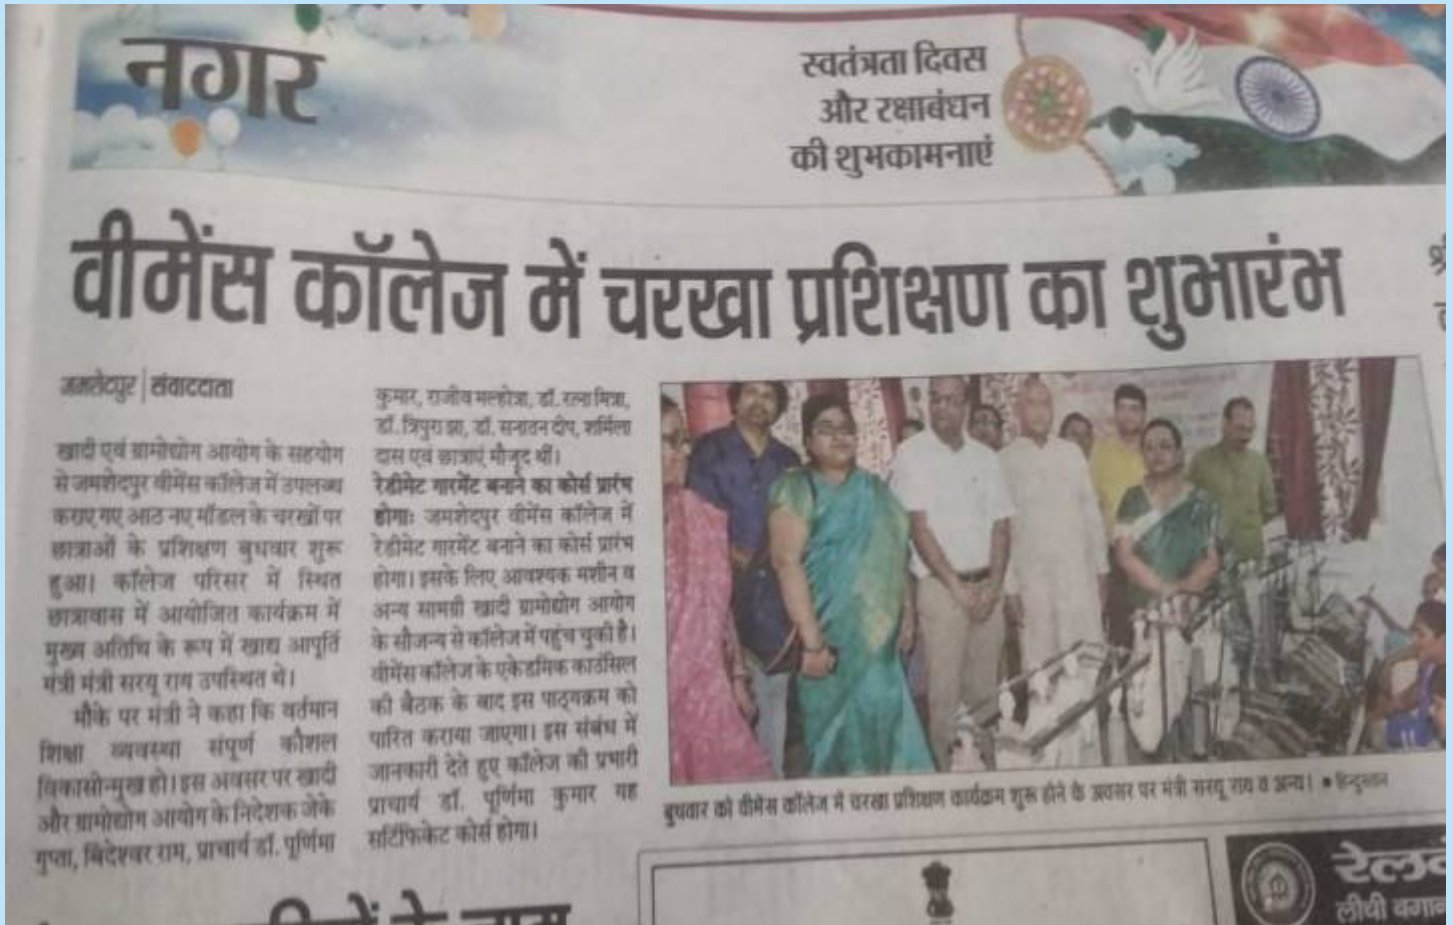 नगर
स्वतंत्रता दिवस
और रक्षाबंधन
की शुभकामनाएं
वीमेंस कॉलेज में चरखा प्रशिक्षण का शुभारंभ
जमशेदपुर | संवाददाता
खादी एवं ग्रामोद्योग आयोग के सहयोग
से जमशेदपुर वीमेंस कॉलेज में उपलब्ध
कराए गए आठ नए मॉडल के चरखों पर
छात्राओं के प्रशिक्षण बुधवार शुरू
हुआ। कॉलेज परिसर में स्थित
छात्रावास में आयोजित कार्यक्रम में
मुख्य अतिथि के रूप में खाद्य आपूर्ति
मंत्री मंत्री सरयू राय उपस्थित थे।
मौके पर मंत्री ने कहा कि वर्तमान
शिक्षा व्यवस्था संपूर्ण कौशल
विकासोन्मुख हो। इस अवसर पर खादी
और ग्रामोद्योग आयोग के निदेशक जेके
गुप्ता, बिदेश्वर राम, प्राचार्य डॉ. पूर्णिमा
कुमार, राजीव मल्होत्रा, डॉ. रत्ना मित्रा,
डॉ. त्रिपुरा झा, डॉ. सनातन दीप, शर्मिला
दास एवं छात्राएं मौजूद थीं।
रेडीमेट गारमेंट बनाने का कोर्स प्रारंभ
होगाः जमशेदपुर वीमेंस कॉलेज में
रेडीमेट गारमेंट बनाने का कोर्स प्रारंभ
होगा। इसके लिए आवश्यक मशीन व
अन्य सामग्री खादी ग्रामोद्योग आयोग
के सौजन्य से कॉलेज में पहुंच चुकी है।
वीमेंस कॉलेज के एकेडमिक काउंसिल
की बैठक के बाद इस पाठ्यक्रम को
पारित कराया जाएगा। इस संबंध में
जानकारी देते हुए कॉलेज की प्रभारी
प्राचार्य डॉ. पूर्णिमा कुमार यह
सर्टिफिकेट कोर्स होगा।
बुधवार को वीमेंस कॉलेज में चरखा प्रशिक्षण कार्यक्रम शुरू होने के अवसर पर मंत्री सरयू राय व अन्य। ● हिन्दुस्तान